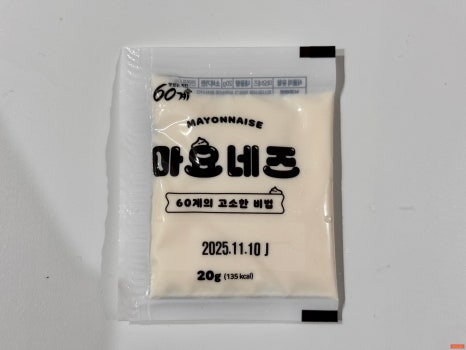 60계
MAYONNAISE
마요네즈
60계의 고소한 비법
2025.11.10 J
20g (135 kcal)